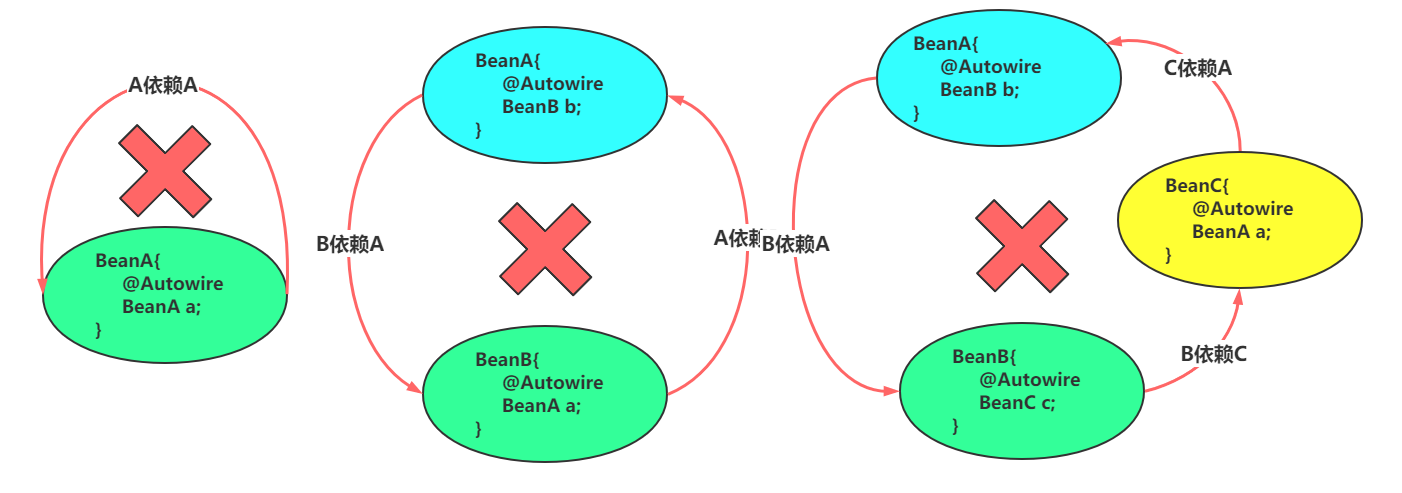 A依赖A
BeanA{
@Autowire
BeanA a;
}
BeanA{
@Autowire
BeanB b;
}
B依赖A
A依赖
BeanB{
@Autowire
BeanA a;
}
BeanA{
@Autowire
BeanB b;
}
C依赖A
B依赖A
BeanC{
@Autowire
BeanA a;
}
BeanB{
@Autowire
BeanC c;
}
B依赖C